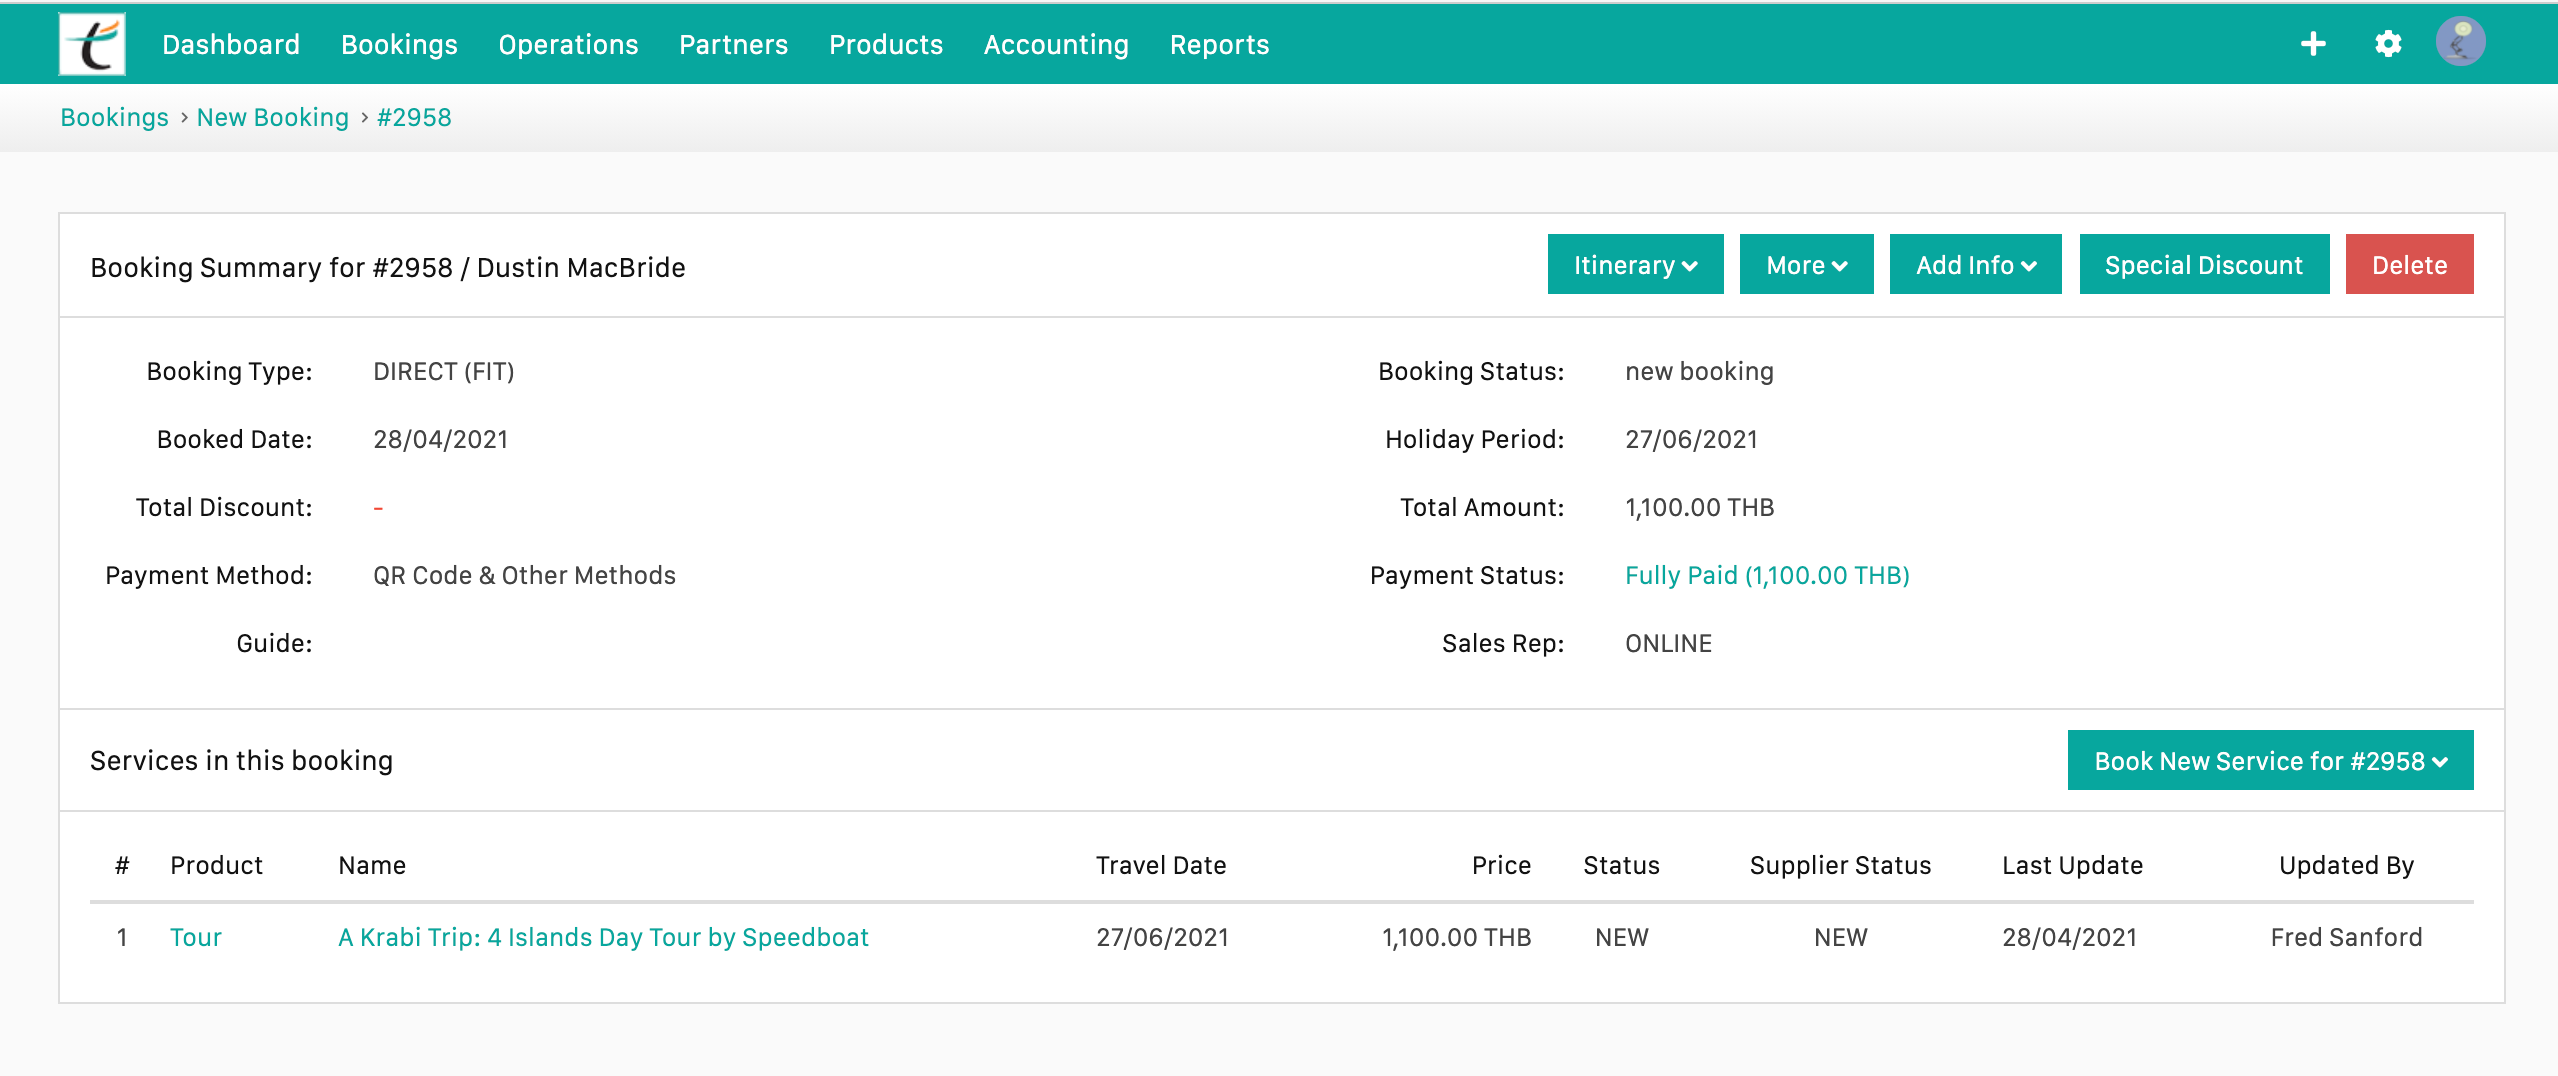 Dashboard Bookings Operations Partners Products Accounting Reports
Bookings › New Booking › #2958
Booking Summary for #2958 / Dustin MacBride Itinerary More Add Info Special Discount Delete
Booking Type: DIRECT (FIT) Booking Status: new booking
Booked Date: 28/04/2021 Holiday Period: 27/06/2021
Total Discount: - Total Amount: 1,100.00 THB
Payment Method: QR Code & Other Methods Payment Status: Fully Paid (1,100.00 THB)
Guide: Sales Rep: ONLINE
Services in this booking Book New Service for #2958
# Product Name Travel Date Price Status Supplier Status Last Update Updated By
1 Tour A Krabi Trip: 4 Islands Day Tour by Speedboat 27/06/2021 1,100.00 THB NEW NEW 28/04/2021 Fred Sanford